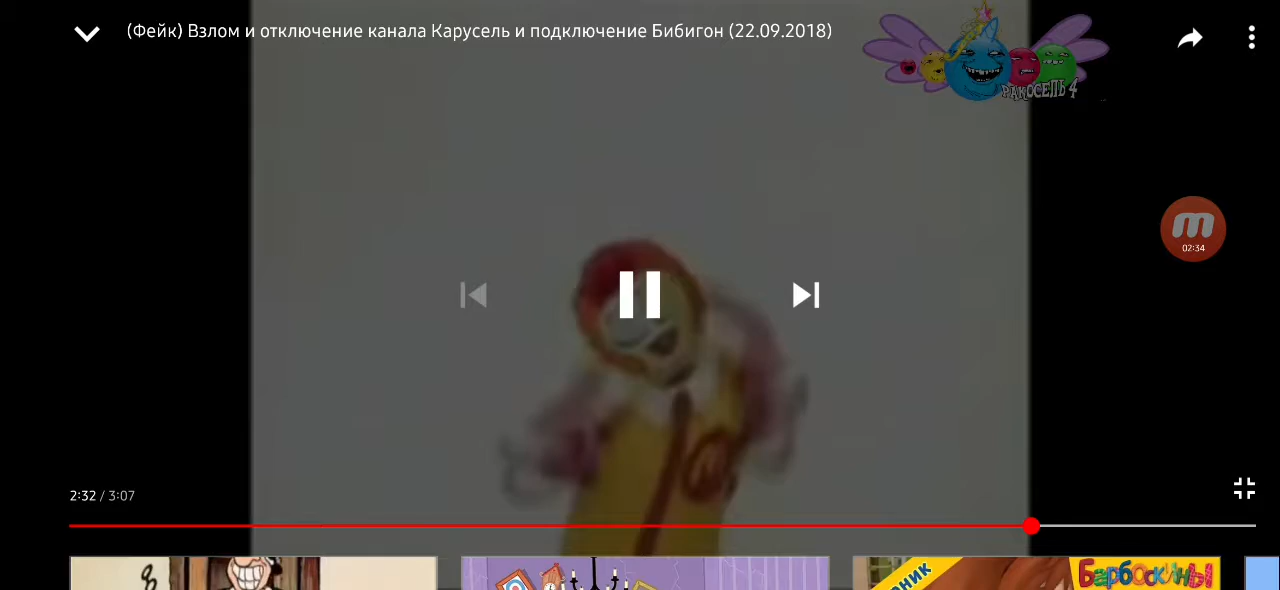 (Фейк) Взлом и отключение канала Карусель и подключение Бибигон (22.09.2018)
РАКОСЕЛЬ 4
m
02:34
2:32 / 3:07
ОНИК
Барбоскины